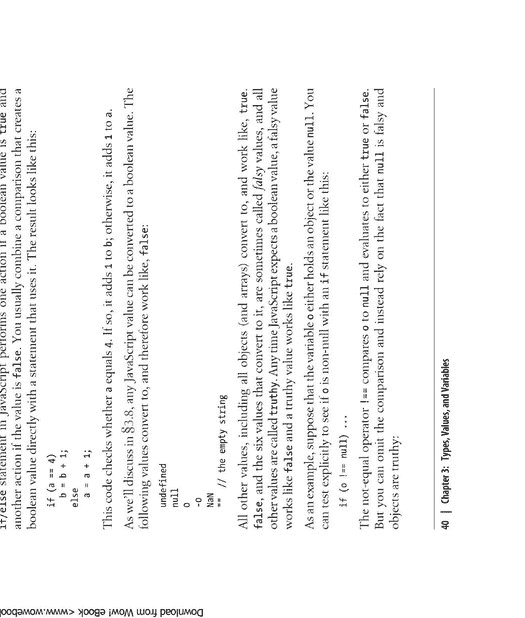 if/else statement in JavaScript performs one action if a boolean value is true and
another action if the value is false. You usually combine a comparison that creates a
boolean value directly with a statement that uses it. The result looks like this:
if (a == 4)
b = b + 1;
else
a = a + 1;
This code checks whether a equals 4. If so, it adds 1 to b; otherwise, it adds 1 to a.
As we'll discuss in §3.8, any JavaScript value can be converted to a boolean value. The
following values convert to, and therefore work like, false:
undefined
null
0
-0
NaN
"" // the empty string
All other values, including all objects (and arrays) convert to, and work like, true.
false, and the six values that convert to it, are sometimes called falsy values, and all
other values are called truthy. Any time JavaScript expects a boolean value, a falsy value
works like false and a truthy value works like true.
As an example, suppose that the variable o either holds an object or the value null. You
can test explicitly to see if o is non-null with an if statement like this:
if (o !== null) ...
The not-equal operator !== compares o to null and evaluates to either true or false.
But you can omit the comparison and instead rely on the fact that null is falsy and
objects are truthy:
40 | Chapter 3: Types, Values, and Variables
Download from Wow! eBook <www.wowebook